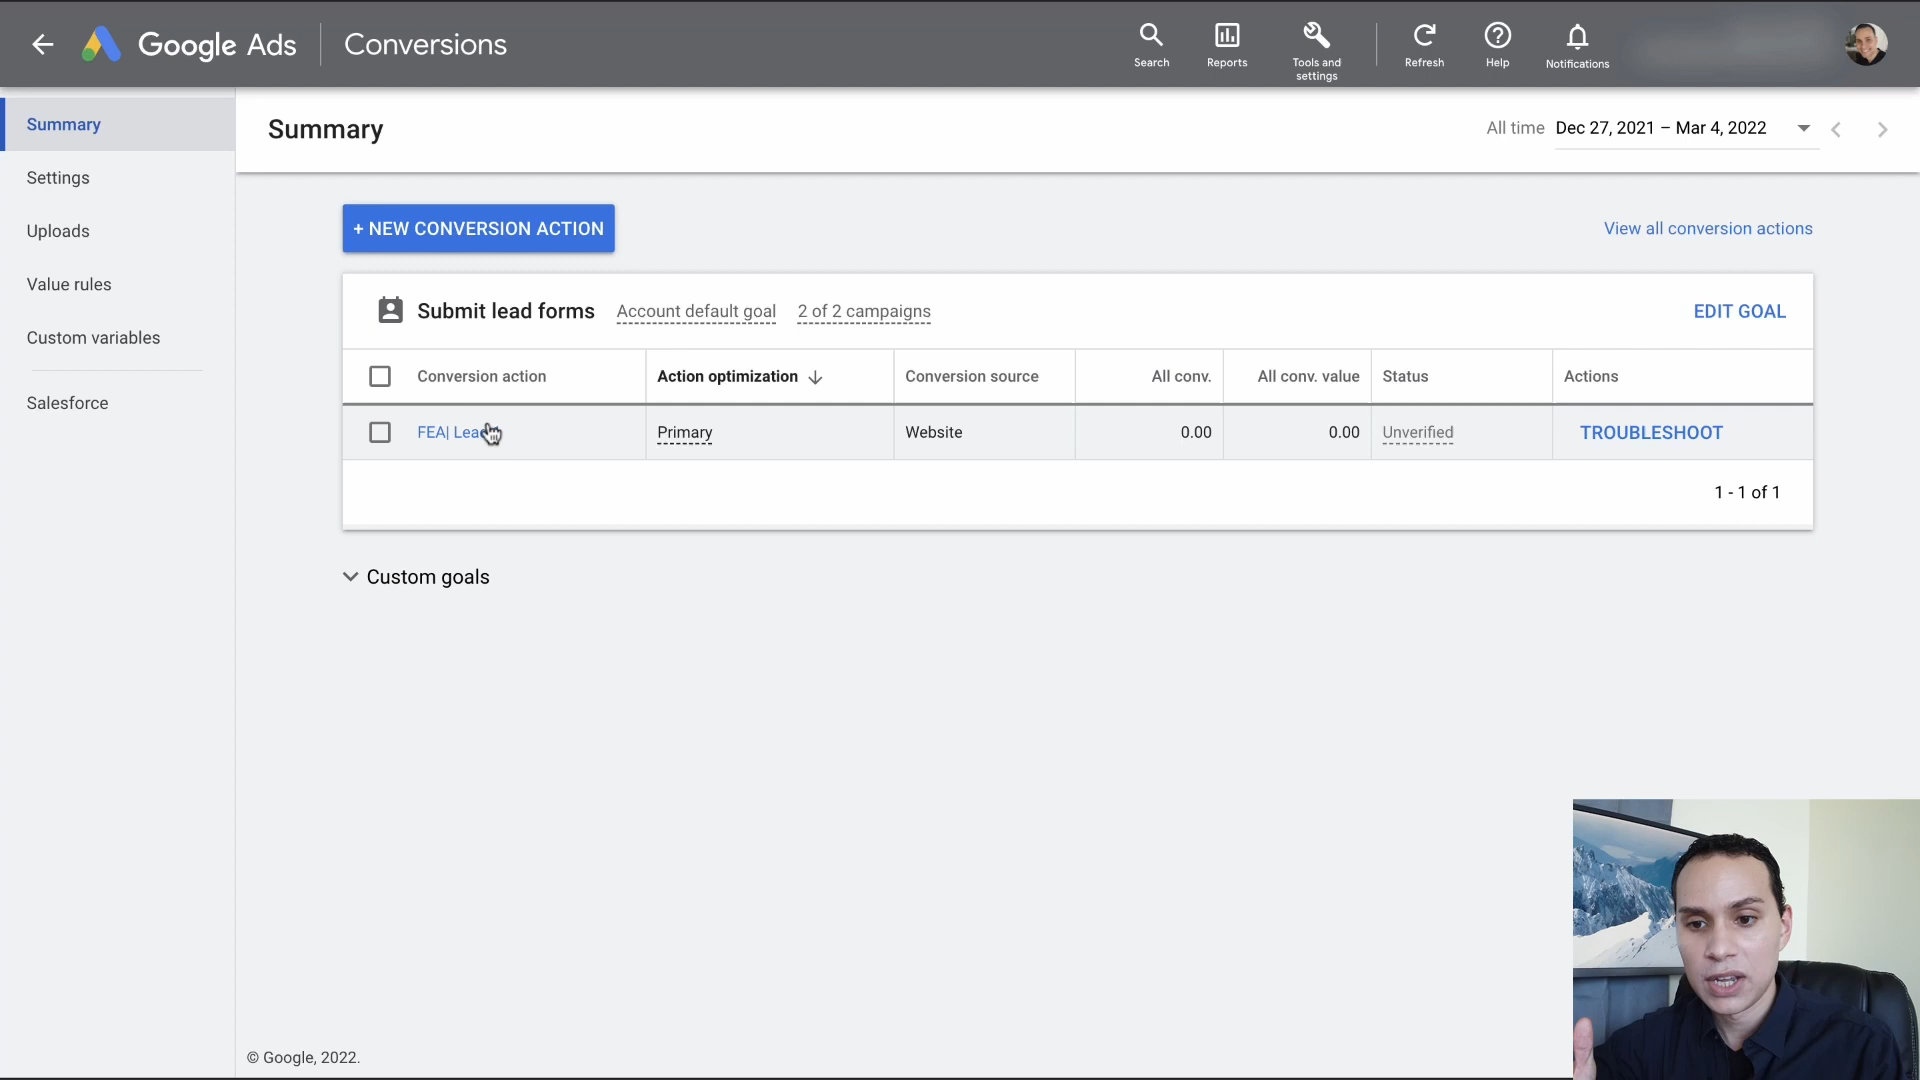 Google Ads
Conversions
Search
Reports
Tools and
settings
Refresh
Help
Notifications
Summary
Settings
Uploads
Value rules
Custom variables
Salesforce
Summary
All time Dec 27, 2021 – Mar 4, 2022
+ NEW CONVERSION ACTION
View all conversion actions
Submit lead forms Account default goal 2 of 2 campaigns
EDIT GOAL
Conversion action Action optimization Conversion source All conv. All conv. value Status Actions
FEA| Primary Website 0.00 0.00 Unverified TROUBLESHOOT
1 - 1 of 1
Custom goals
© Google, 2022.